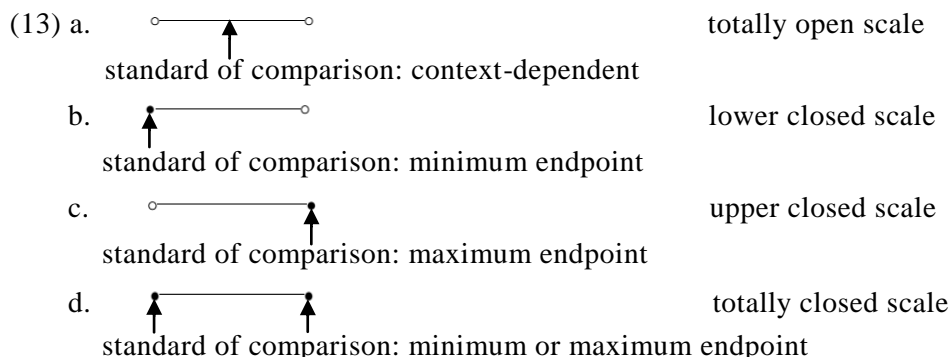 (13) a. totally open scale
standard of comparison: context-dependent
b. lower closed scale
standard of comparison: minimum endpoint
c. upper closed scale
standard of comparison: maximum endpoint
d. totally closed scale
standard of comparison: minimum or maximum endpoint